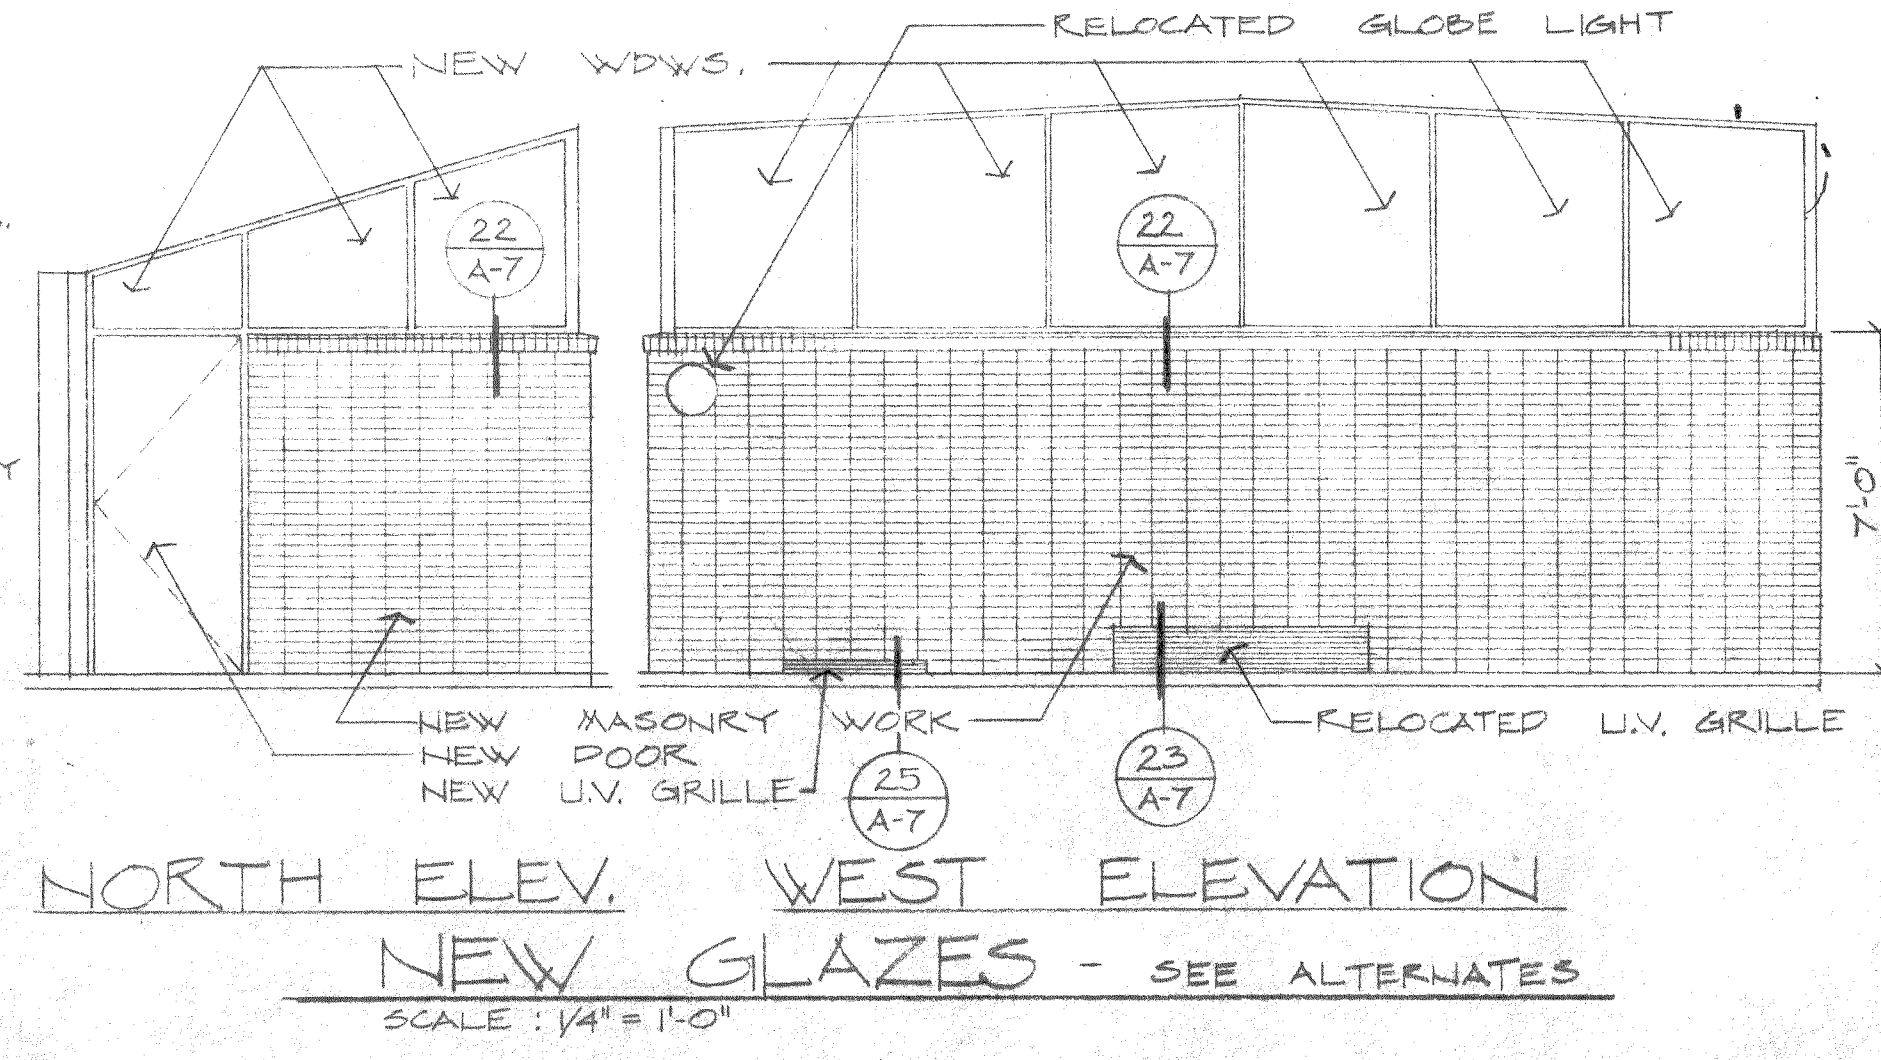 RELOCATED GLOBE LIGHT
NEW WDWS.
22
A-7
22
A-7
7'-0"
NEW MASONRY WORK
RELOCATED U.V. GRILLE
NEW DOOR
NEW U.V. GRILLE
25
A-7
23
A-7
NORTH ELEV.
WEST ELEVATION
NEW GLAZES - SEE ALTERNATES
SCALE : 1/4" = 1'-0"